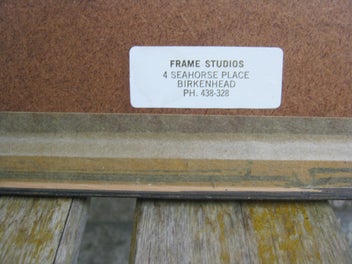 FRAME STUDIOS
4 SEAHORSE PLACE
BIRKENHEAD
PH. 438-328